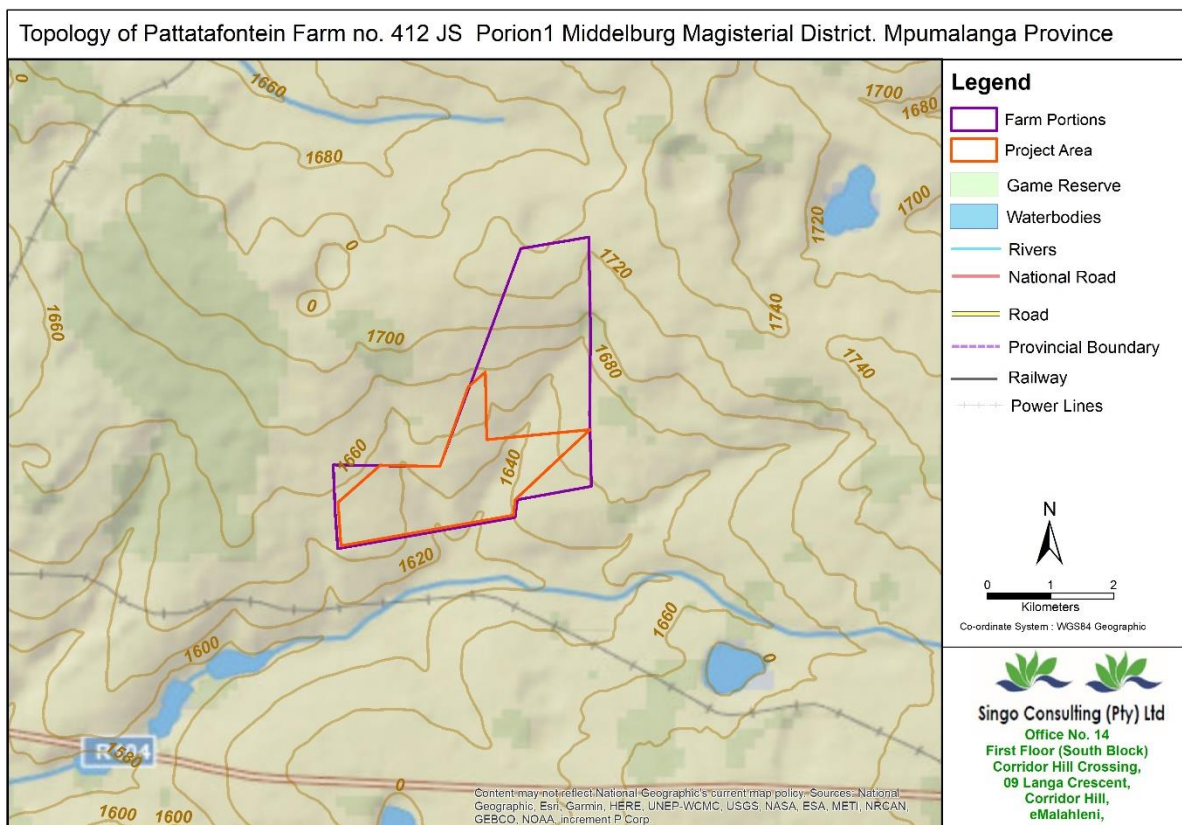 Topology of Pattatafontein Farm no. 412 JS Porion1 Middelburg Magisterial District. Mpumalanga Province
0
1660
1680
1700
1680
1720
1700
0
0
1720
1740
1660
1700
1680
1740
1660
1640
1620
1660
0
1600
1580
0
1600
1600
Content may not reflect National Geographic's current map policy. Sources: National
Geographic, Esri, Garmin, HERE, UNEP-WCMC, USGS, NASA, ESA, METI, NRCAN,
GEBCO, NOAA, increment P Corp
Legend
Farm Portions
Project Area
Game Reserve
Waterbodies
Rivers
National Road
Road
Provincial Boundary
Railway
Power Lines
N
0 1 2
Kilometers
Co-ordinate System : WGS84 Geographic
Singo Consulting (Pty) Ltd
Office No. 14
First Floor (South Block)
Corridor Hill Crossing,
09 Langa Crescent,
Corridor Hill,
eMalahleni,